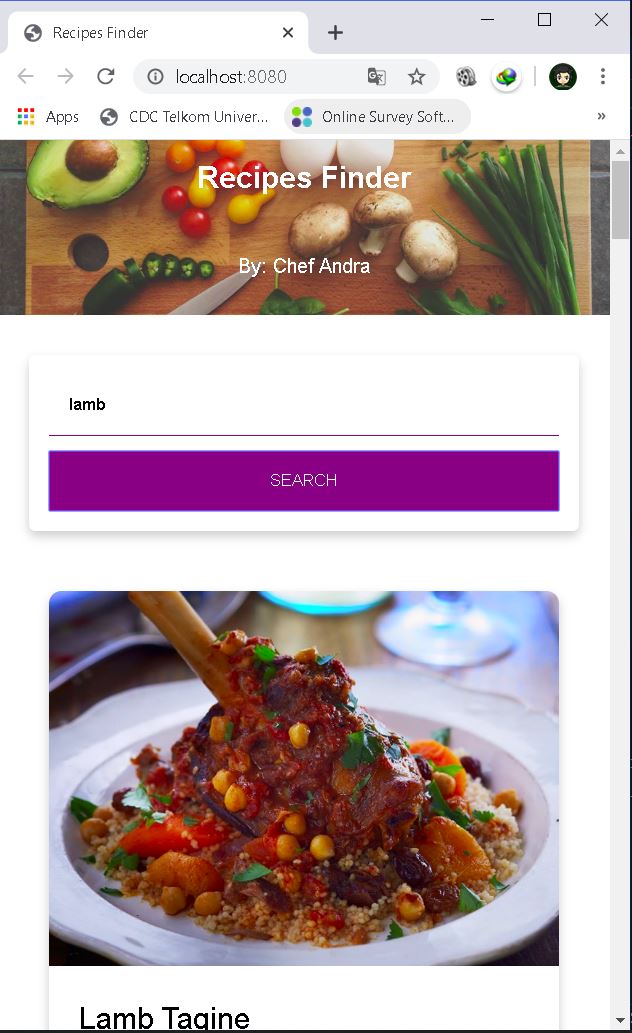 Recipes Finder
localhost:8080
Apps
CDC Telkom Univer...
Online Survey Soft...
»
Recipes Finder
By: Chef Andra
lamb
SEARCH
Lamb Tagine